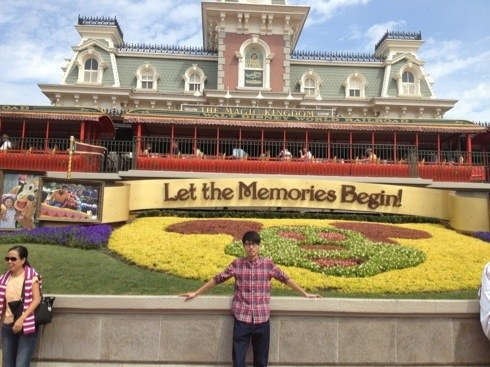 THE MAGIC KINGDOM
Let the Memories Begin!